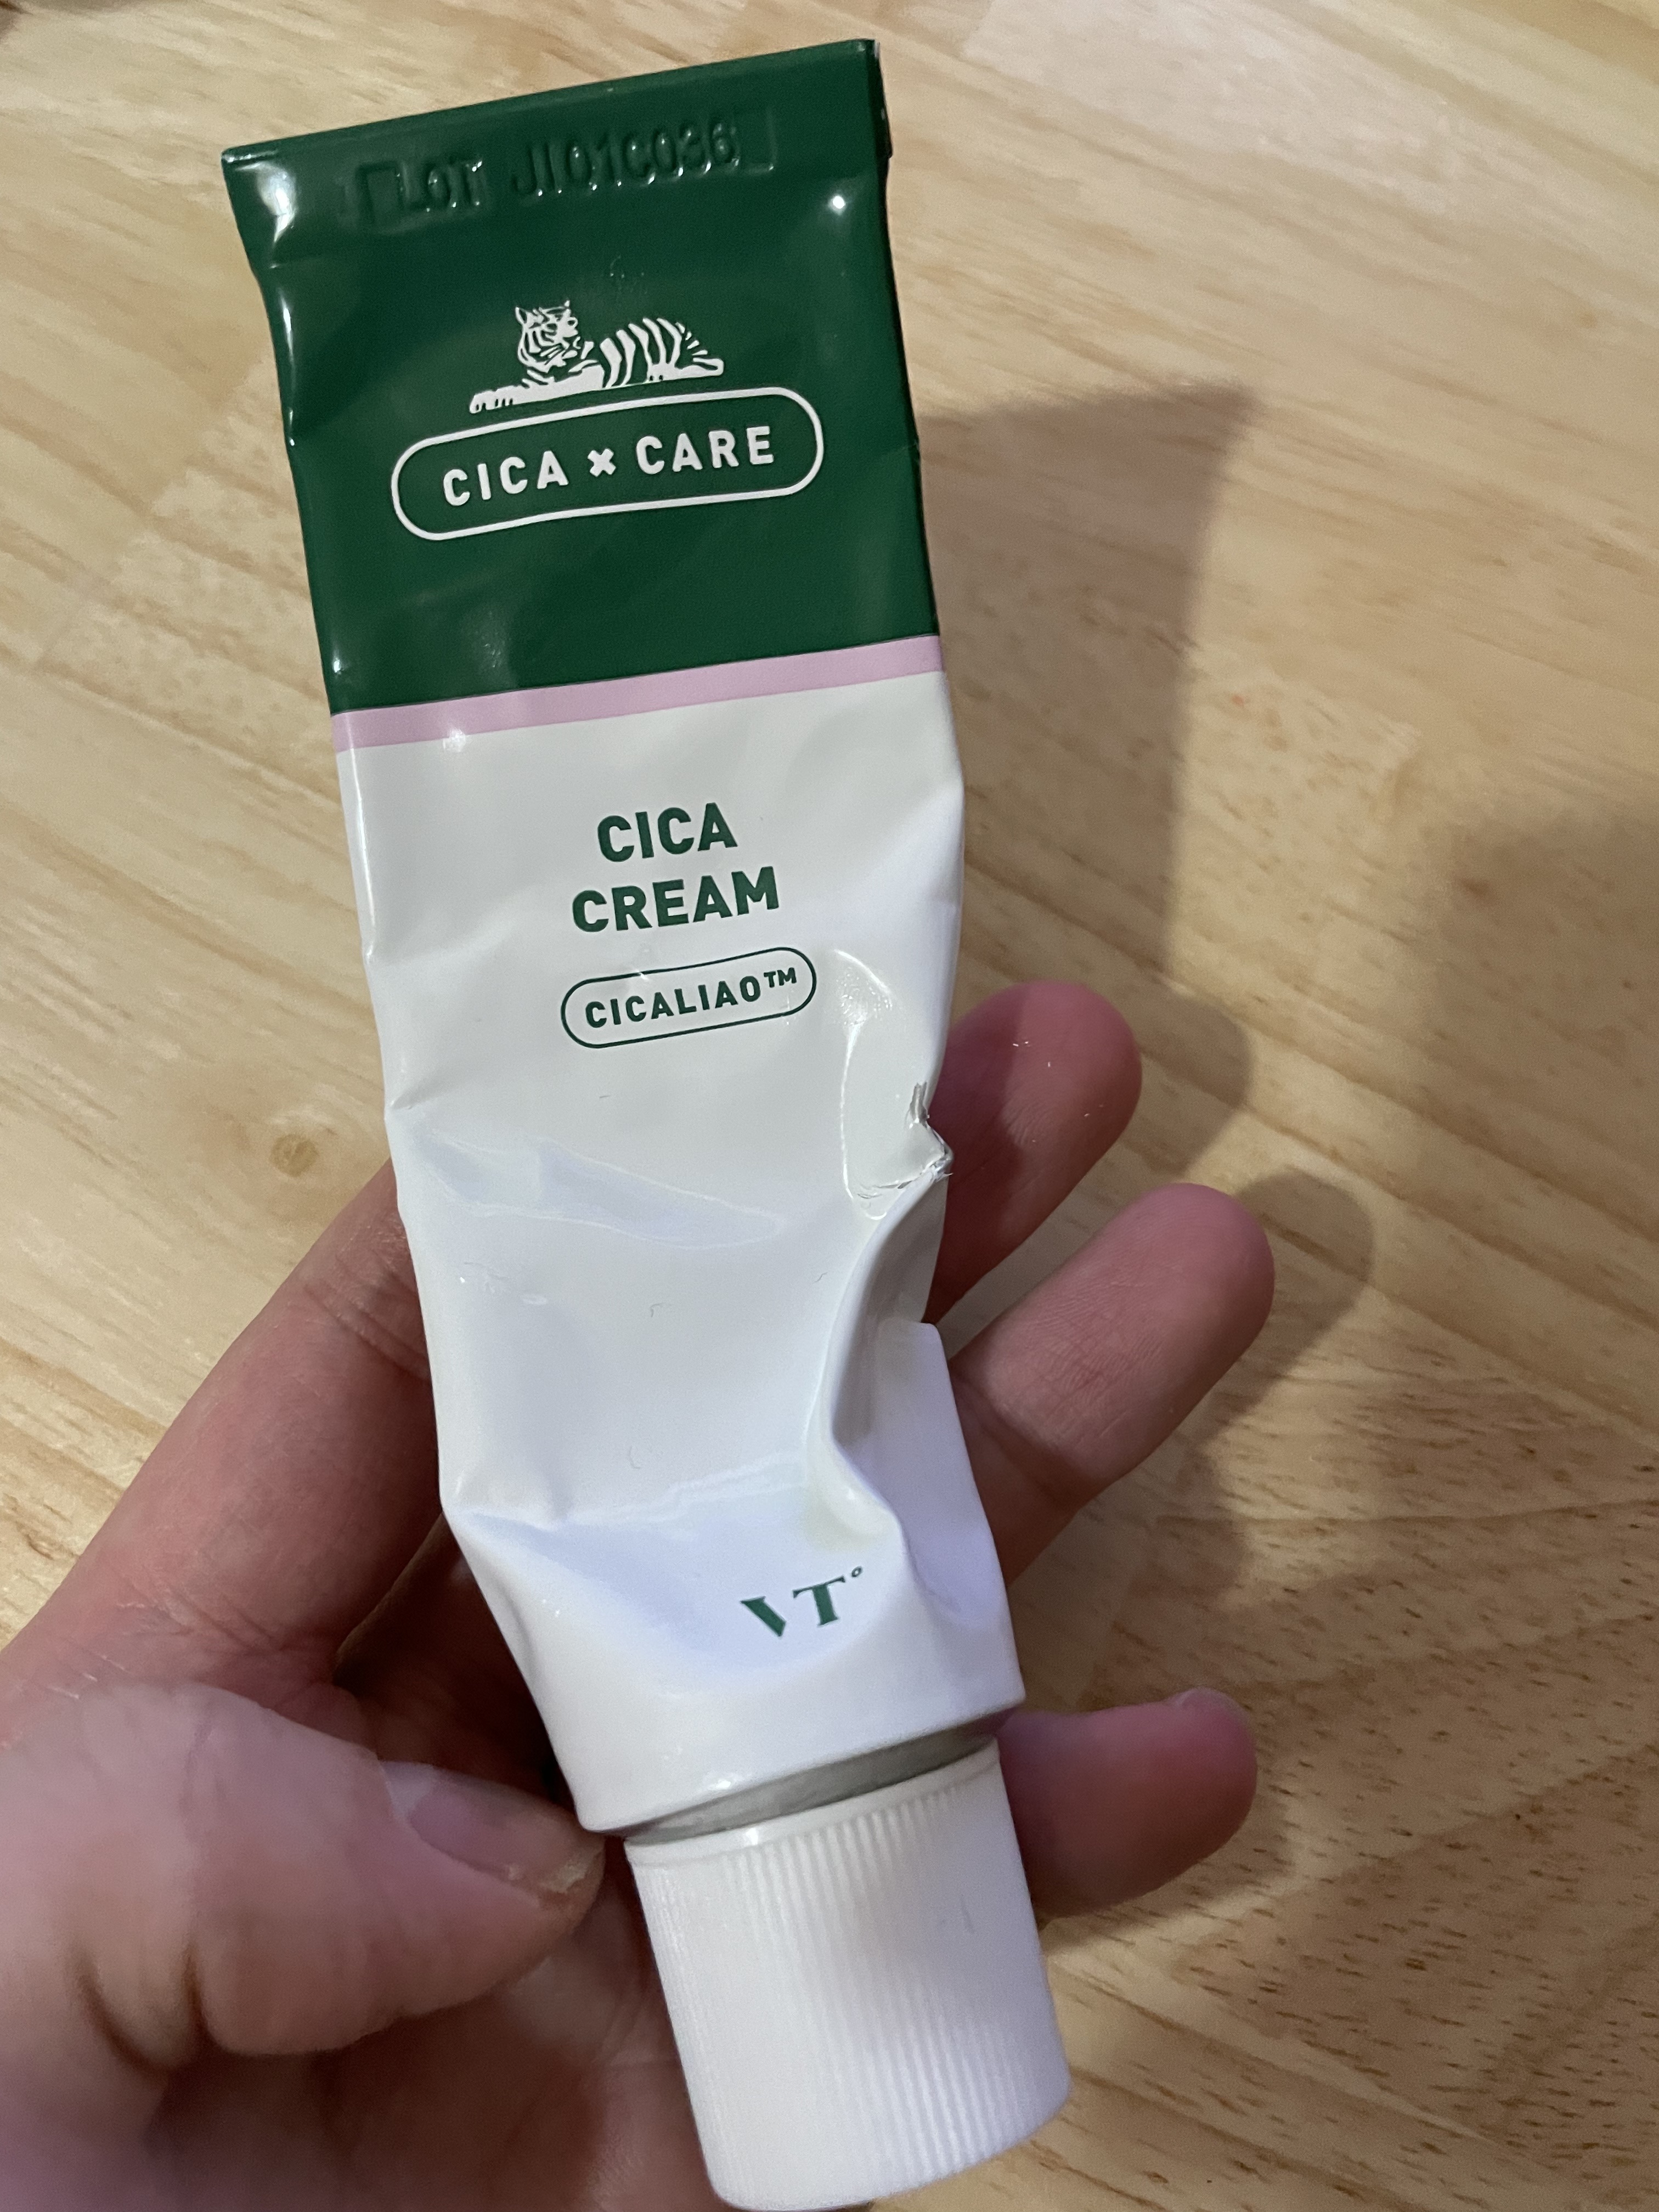 LOT JI01C036
CICA × CARE
CICA
CREAM
CICALIAO™
VT°